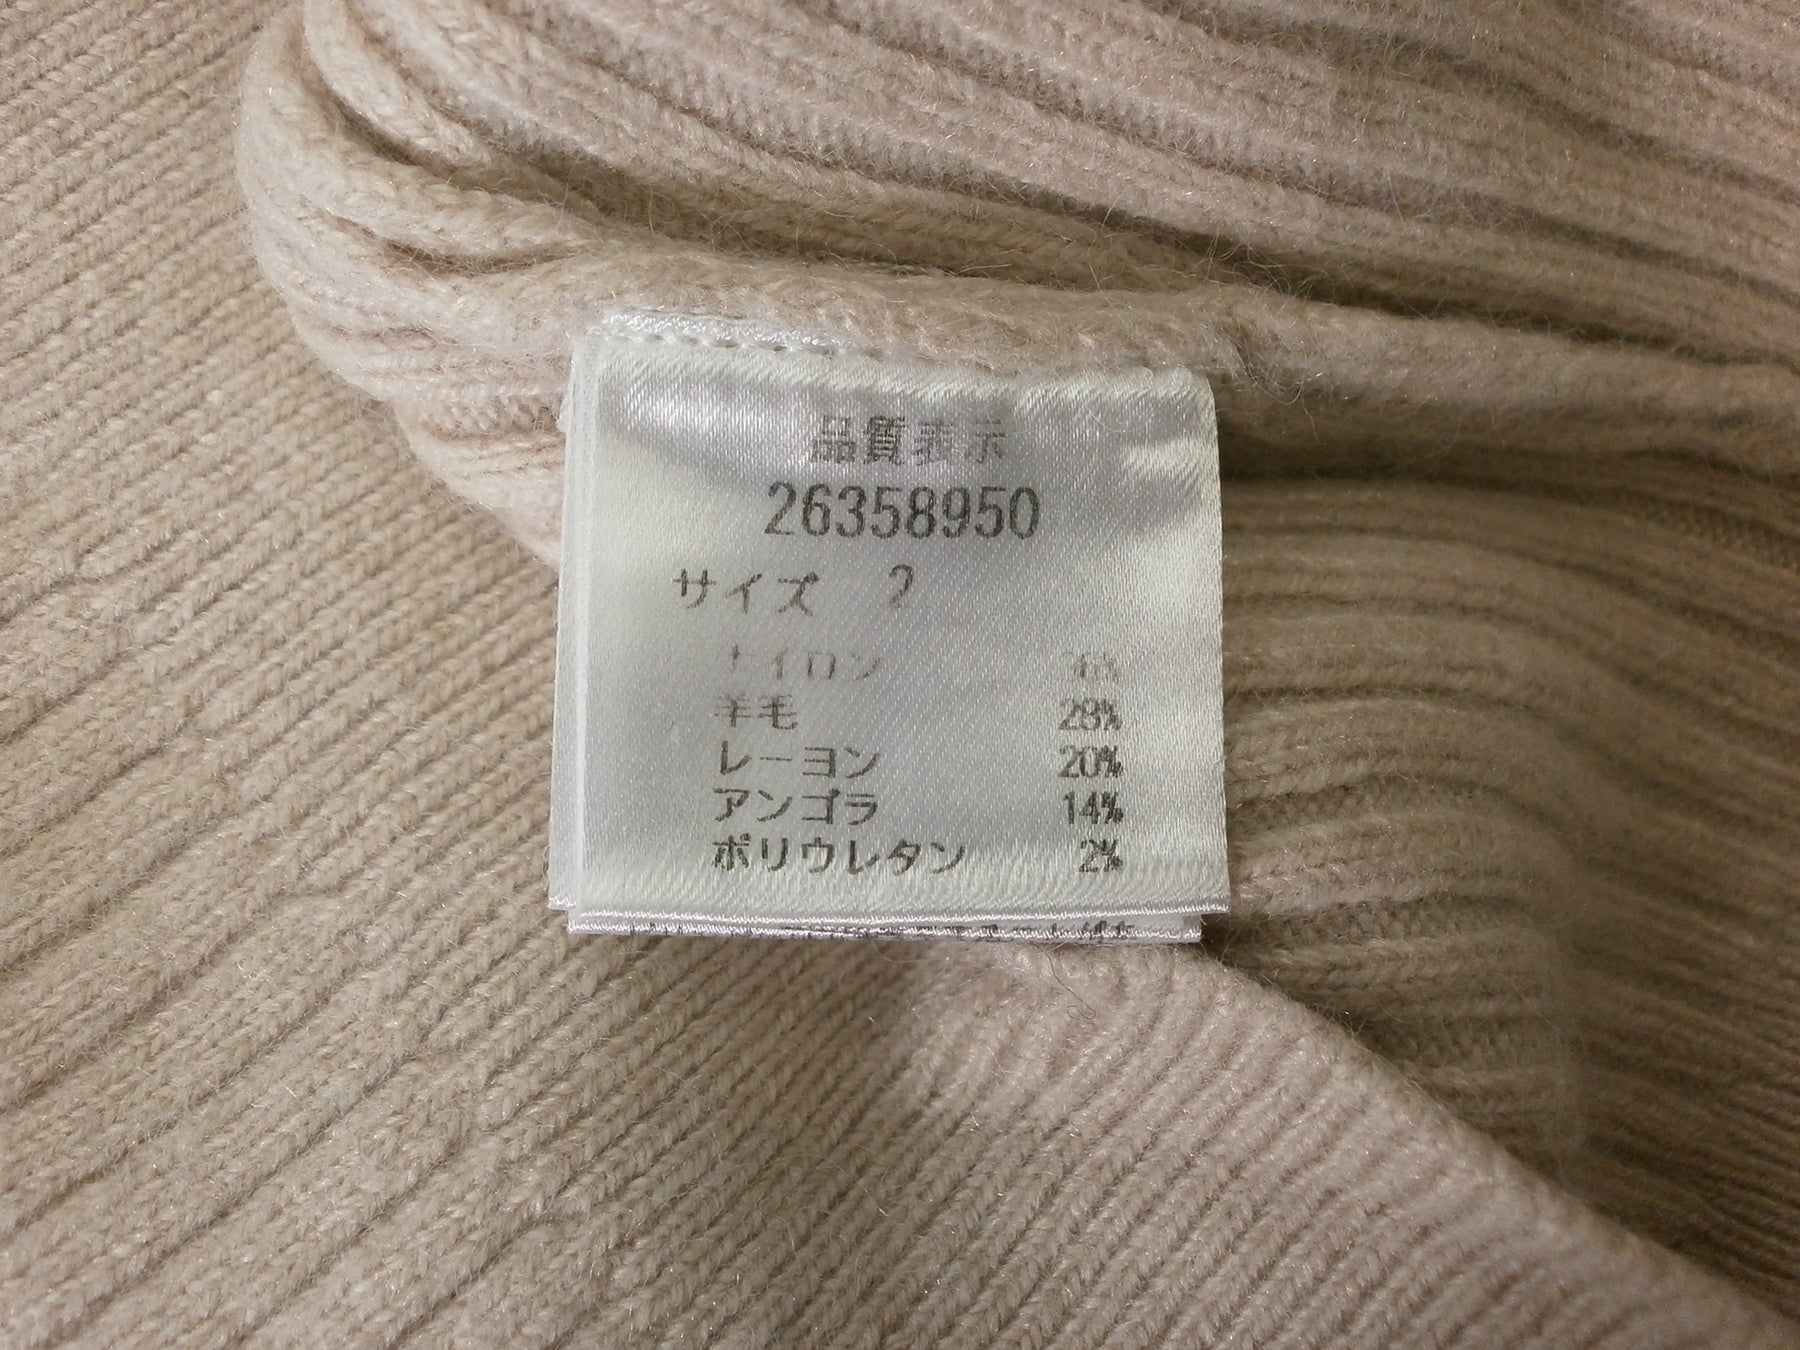 品質表示
26358950
サイズ 2
ナイロン
羊毛 28%
レーヨン 20%
アンゴラ 14%
ポリウレタン 2%